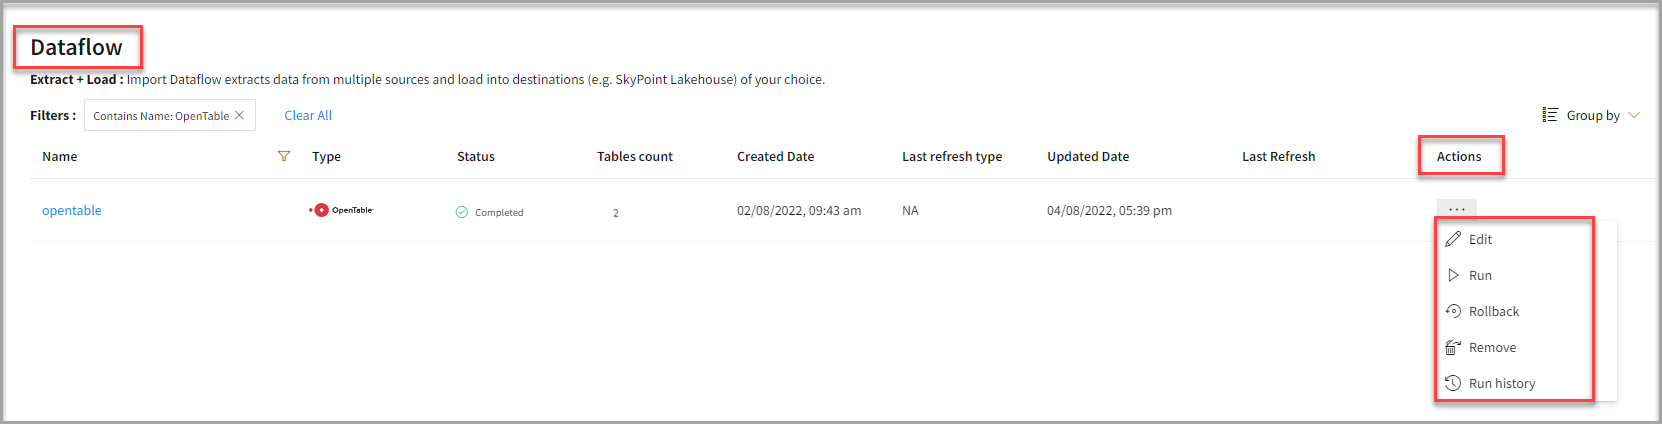 Dataflow
Extract + Load : Import Dataflow extracts data from multiple sources and load into destinations (e.g. SkyPoint Lakehouse) of your choice.
Filters : Contains Name: OpenTable Clear All Group by
Name Type Status Tables count Created Date Last refresh type Updated Date Last Refresh Actions
opentable OpenTable Completed 2 02/08/2022, 09:43 am NA 04/08/2022, 05:39 pm ...
Edit
Run
Rollback
Remove
Run history